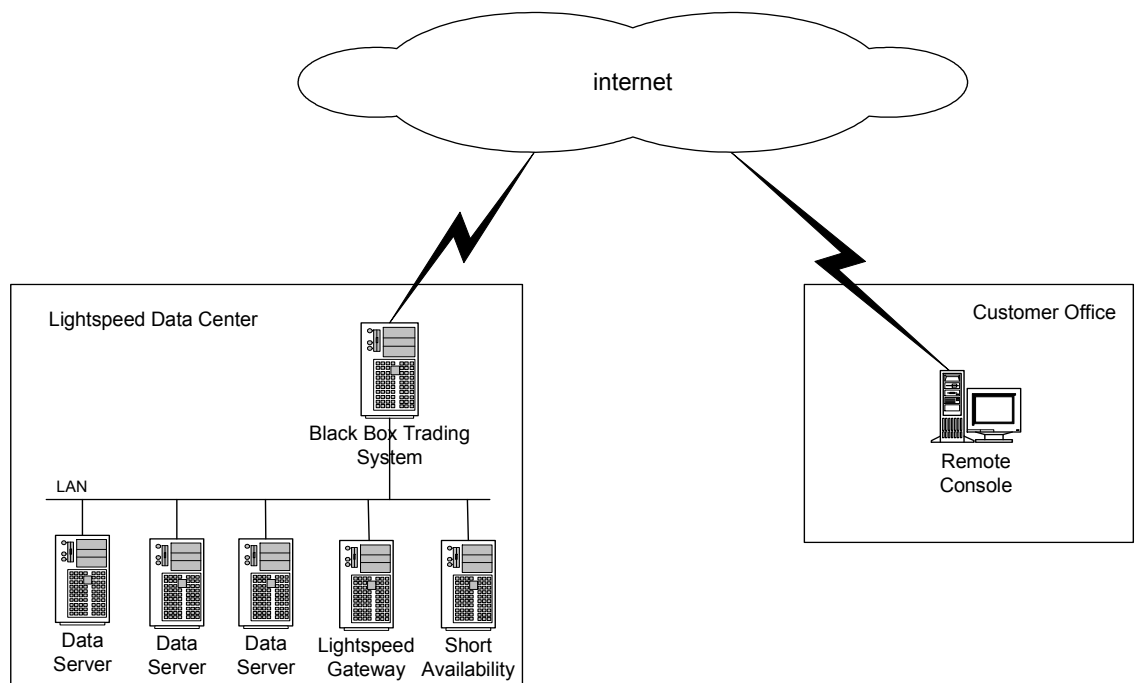 internet
Lightspeed Data Center
Customer Office
Black Box Trading
System
Remote
Console
LAN
Data
Server
Data
Server
Data
Server
Lightspeed
Gateway
Short
Availability